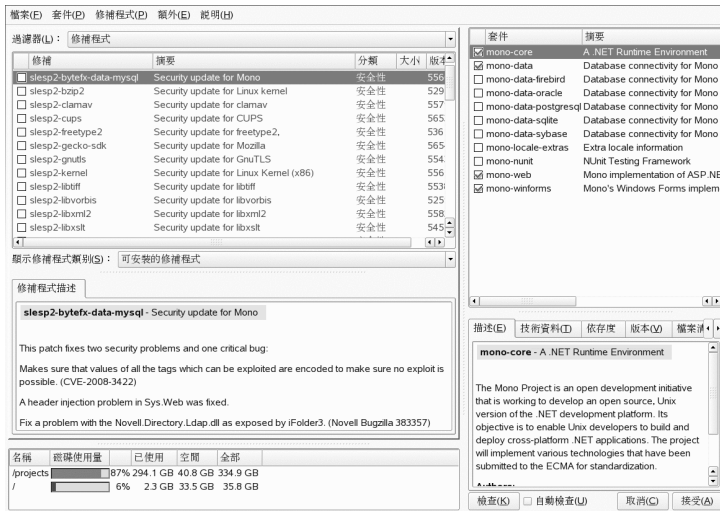 檔案(F) 套件(P) 修補程式(P) 額外(E) 説明(H)
過濾器(L)： 修補程式
修補 摘要 分類 大小 版本
slesp2-bytefx-data-mysql Security update for Mono 安全性 556
slesp2-bzip2 Security update for Linux kernel 安全性 529
slesp2-clamav Security update for clamav 安全性 557
slesp2-cups Security update for CUPS 安全性 565
slesp2-freetype2 Security update for freetype2, 安全性 536
slesp2-gecko-sdk Security update for Mozilla 安全性 565
slesp2-gnutls Security update for GnuTLS 安全性 554
slesp2-kernel Security update for Linux Kernel (x86) 安全性 556
slesp2-libtiff Security update for libtiff 安全性 553
slesp2-libvorbis Security update for libvorbis 安全性 525
slesp2-libxml2 Security update for libxml2 安全性 558
slesp2-libxslt Security update for libxslt 安全性 545
顯示修補程式類別(S)： 可安裝的修補程式
修補程式描述
slesp2-bytefx-data-mysql - Security update for Mono
This patch fixes two security problems and one critical bug:
Makes sure that values of all the tags which can be exploited are encoded to make sure no exploit is
possible. (CVE-2008-3422)
A header injection problem in Sys.Web was fixed.
Fix a problem with the Novell.Directory.Ldap.dll as exposed by iFolder3. (Novell Bugzilla 383357)
名稱 磁碟使用量 已使用 空間 全部
/projects 87% 294.1 GB 40.8 GB 334.9 GB
/ 6% 2.3 GB 33.5 GB 35.8 GB
套件 摘要
mono-core A .NET Runtime Environment
mono-data Database connectivity for Mono
mono-data-firebird Database connectivity for Mono
mono-data-oracle Database connectivity for Mono
mono-data-postgresql Database connectivity for Mono
mono-data-sqlite Database connectivity for Mono
mono-data-sybase Database connectivity for Mono
mono-locale-extras Extra locale information
mono-nunit NUnit Testing Framework
mono-web Mono implementation of ASP.NE
mono-winforms Mono's Windows Forms implem
描述(E) 技術資料(T) 依存度 版本(V) 檔案清
mono-core - A .NET Runtime Environment
The Mono Project is an open development initiative
that is working to develop an open source, Unix
version of the .NET development platform. Its
objective is to enable Unix developers to build and
deploy cross-platform .NET applications. The project
will implement various technologies that have been
submitted to the ECMA for standardization.
Authors:
檢查(K) 自動檢查(U) 取消(C) 接受(A)